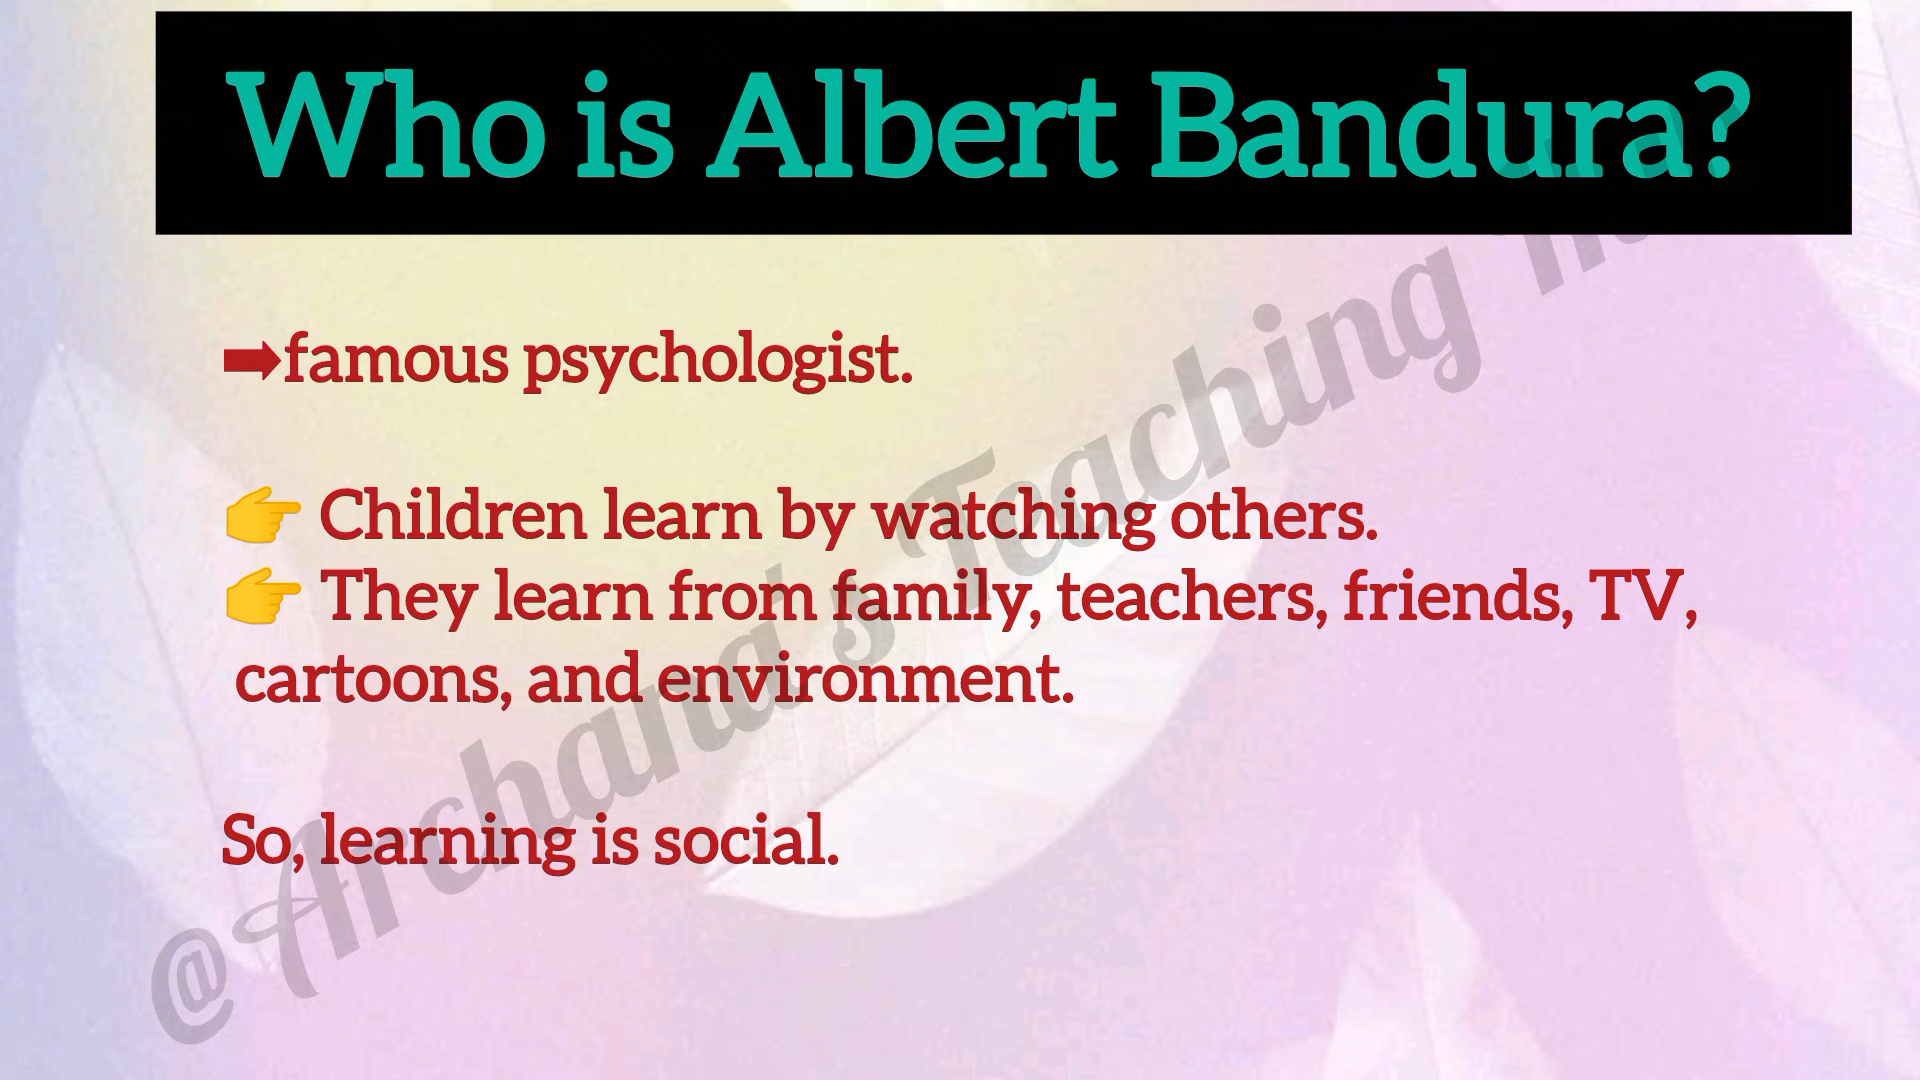 Who is Albert Bandura?
➡famous psychologist.
👉 Children learn by watching others.
👉 They learn from family, teachers, friends, TV,
cartoons, and environment.
So, learning is social.
@Archana's Teaching